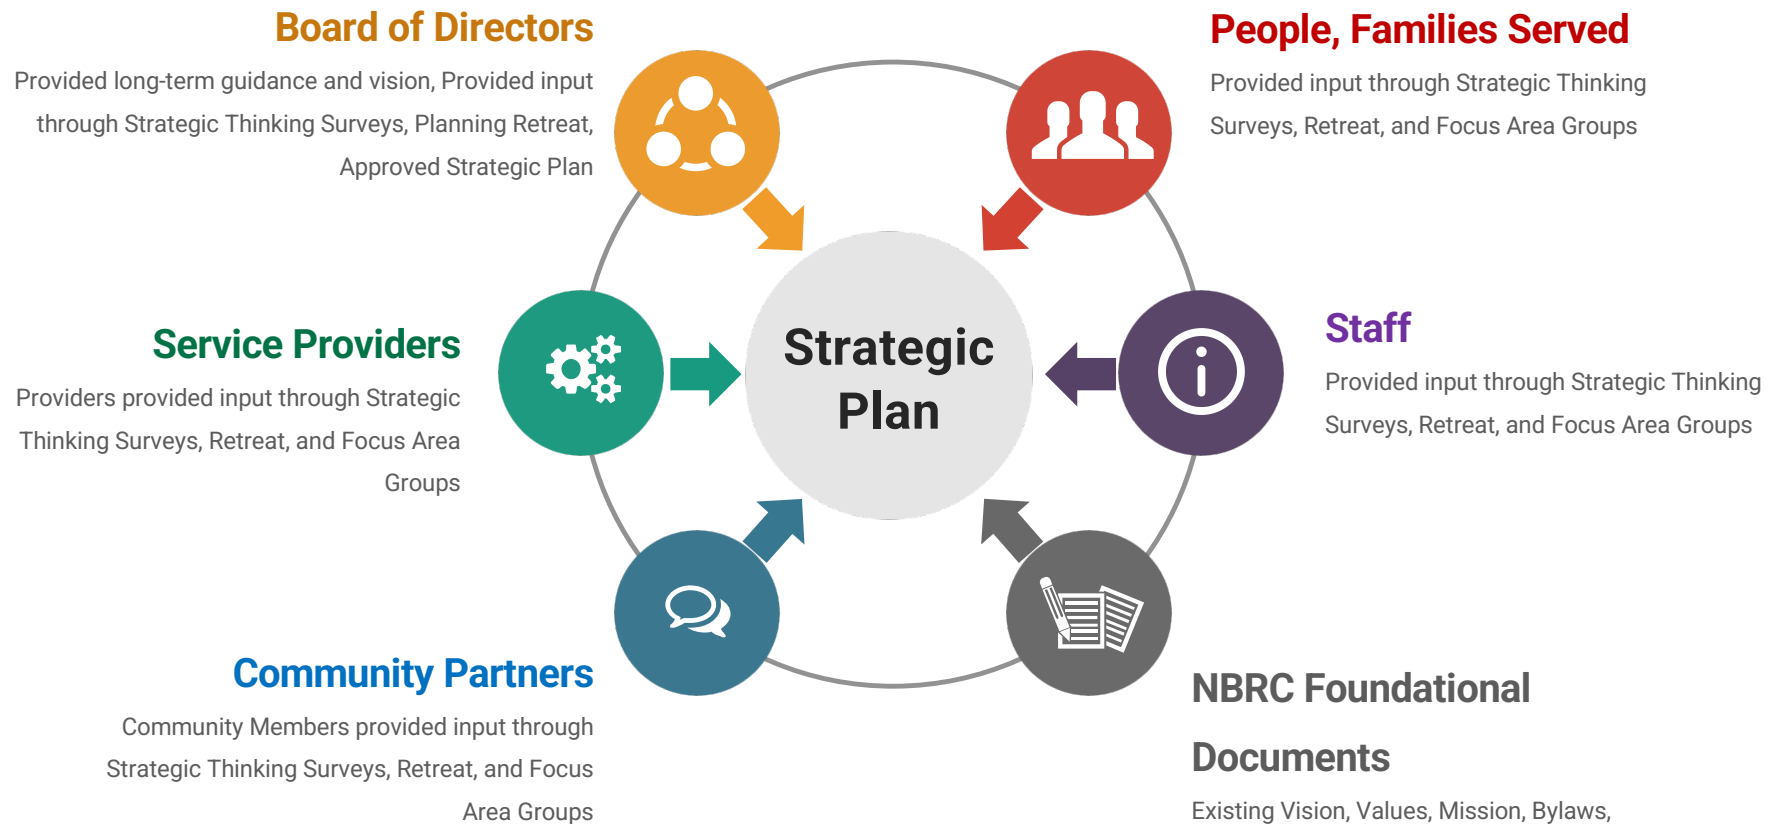 Board of Directors
Provided long-term guidance and vision, Provided input
through Strategic Thinking Surveys, Planning Retreat,
Approved Strategic Plan
People, Families Served
Provided input through Strategic Thinking
Surveys, Retreat, and Focus Area Groups
Service Providers
Providers provided input through Strategic
Thinking Surveys, Retreat, and Focus Area
Groups
Strategic
Plan
Staff
Provided input through Strategic Thinking
Surveys, Retreat, and Focus Area Groups
Community Partners
Community Members provided input through
Strategic Thinking Surveys, Retreat, and Focus
Area Groups
NBRC Foundational
Documents
Existing Vision, Values, Mission, Bylaws,